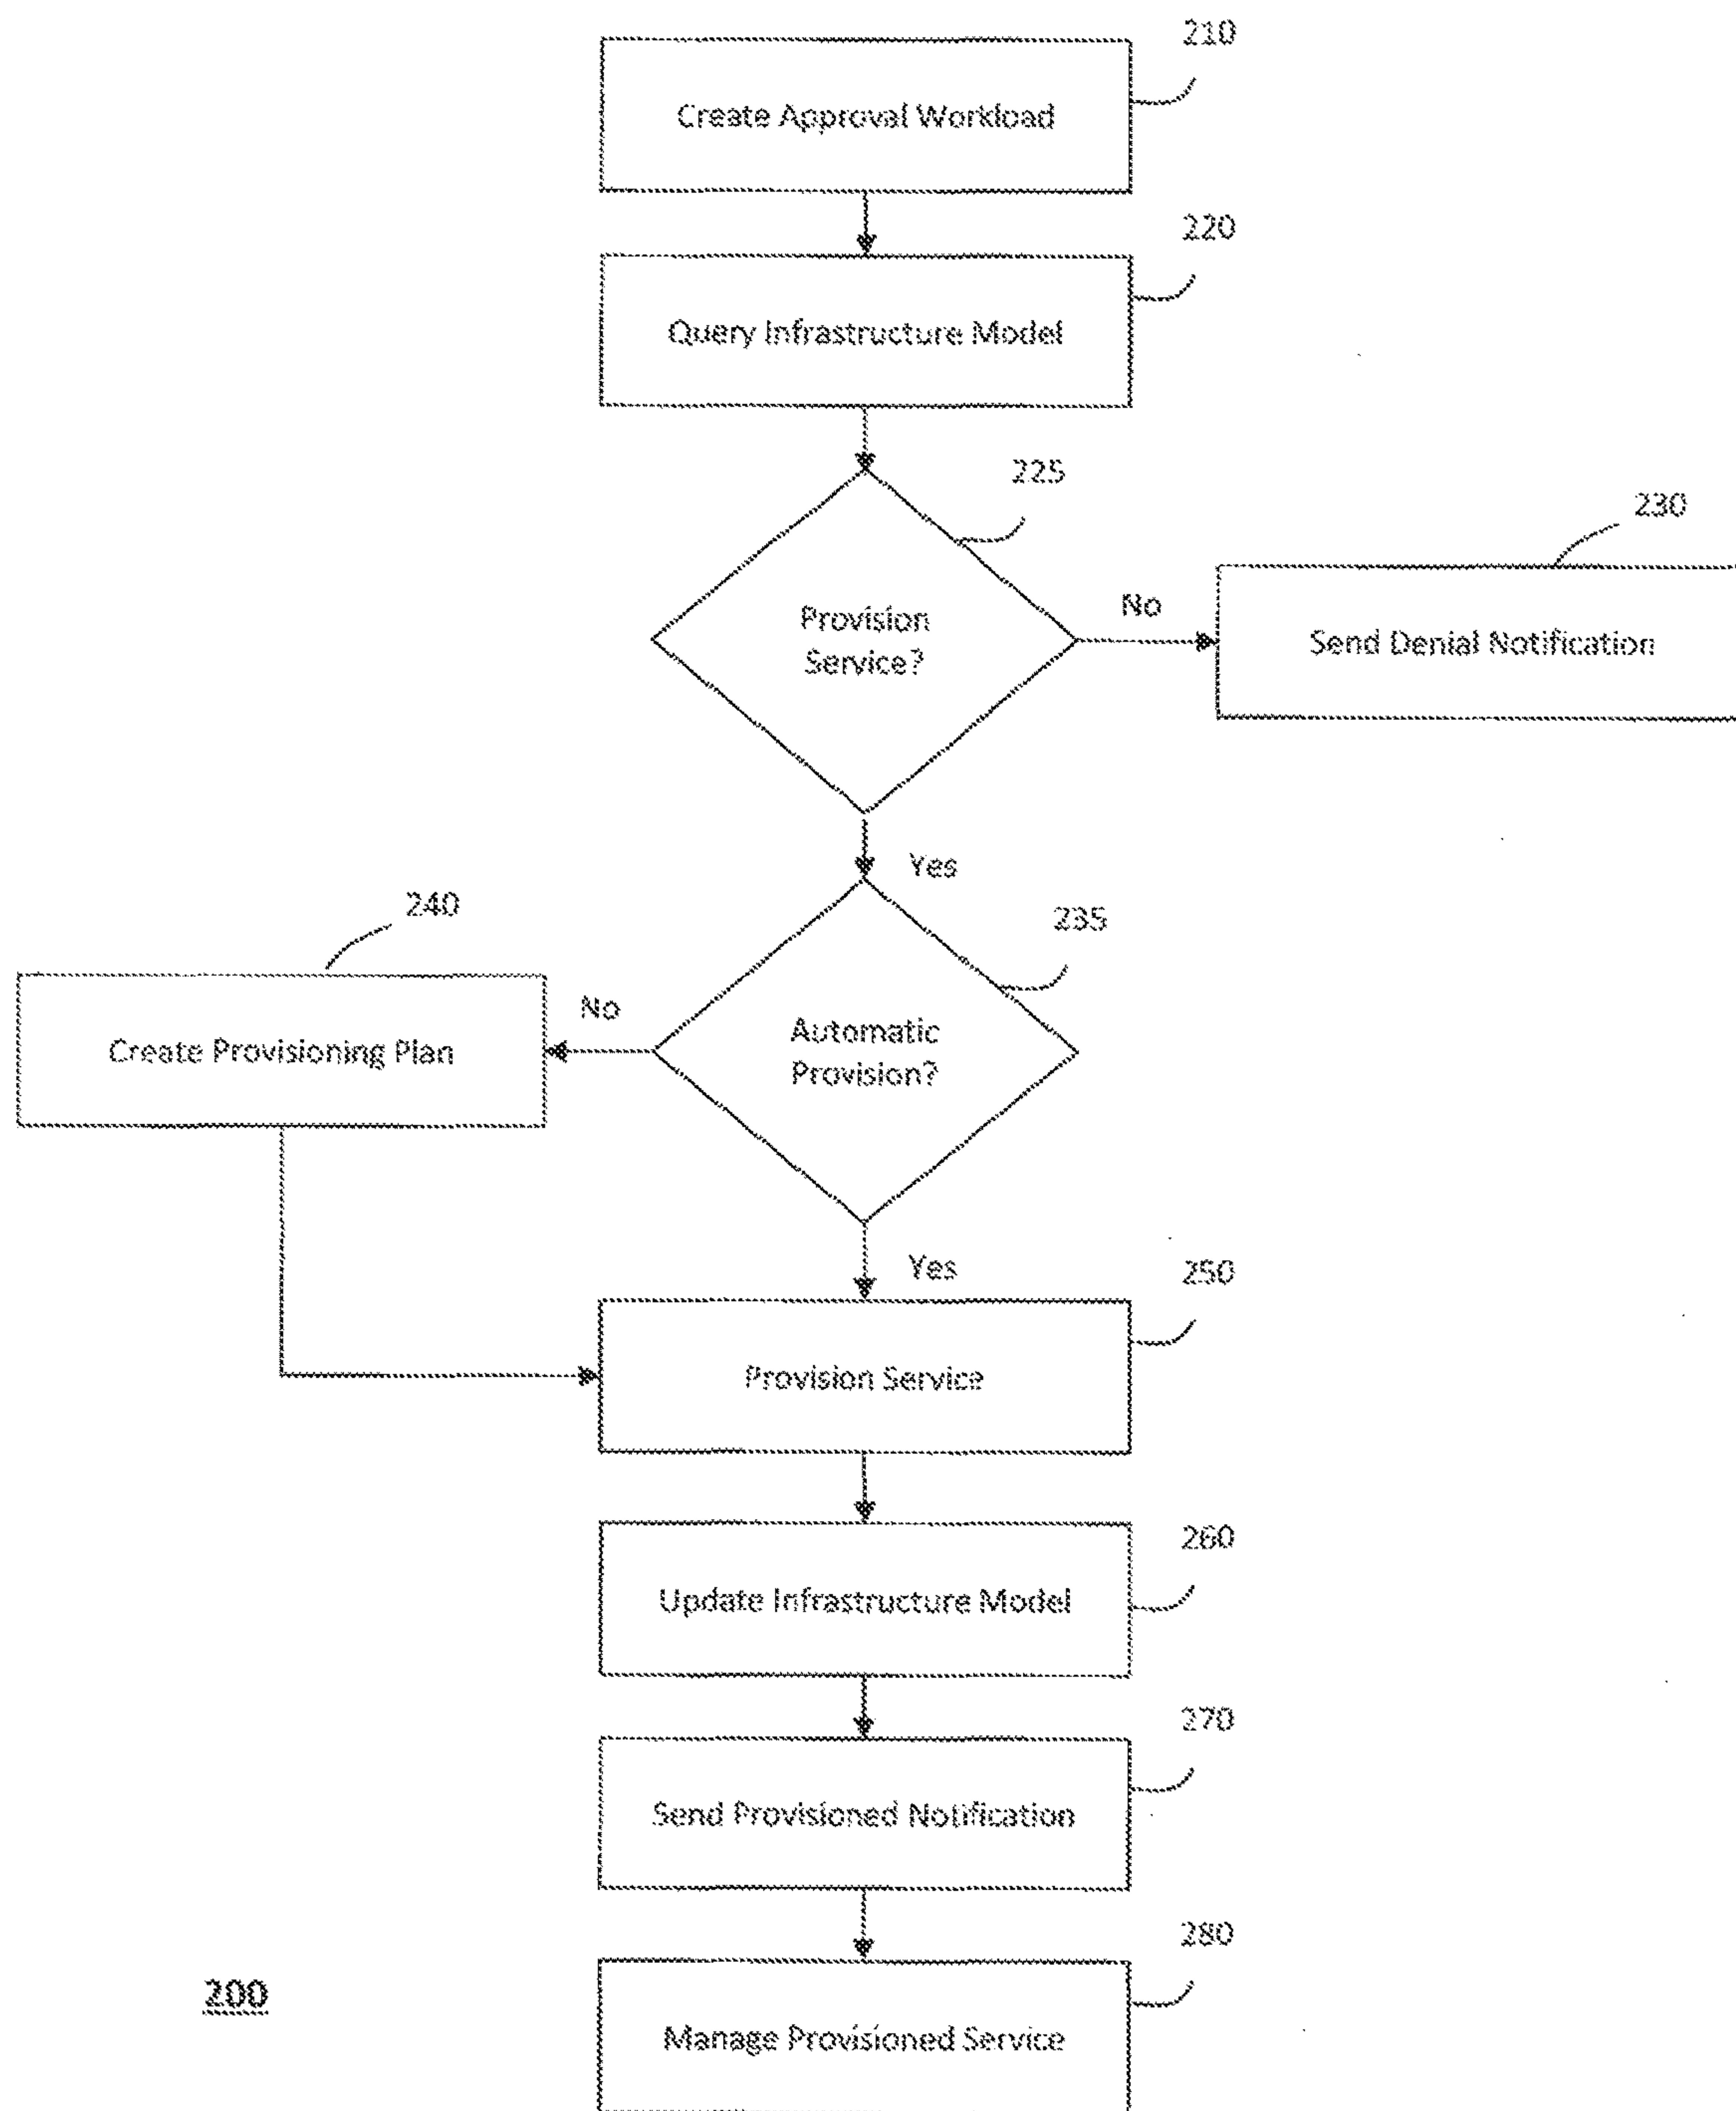 210
Create Approval Workload
220
Query Infrastructure Model
225
Provision
Service?
No
230
Send Denial Notification
Yes
235
Automatic
Provision?
No
240
Create Provisioning Plan
Yes
250
Provision Service
260
Update Infrastructure Model
270
Send Provisioned Notification
280
Manage Provisioned Service
200